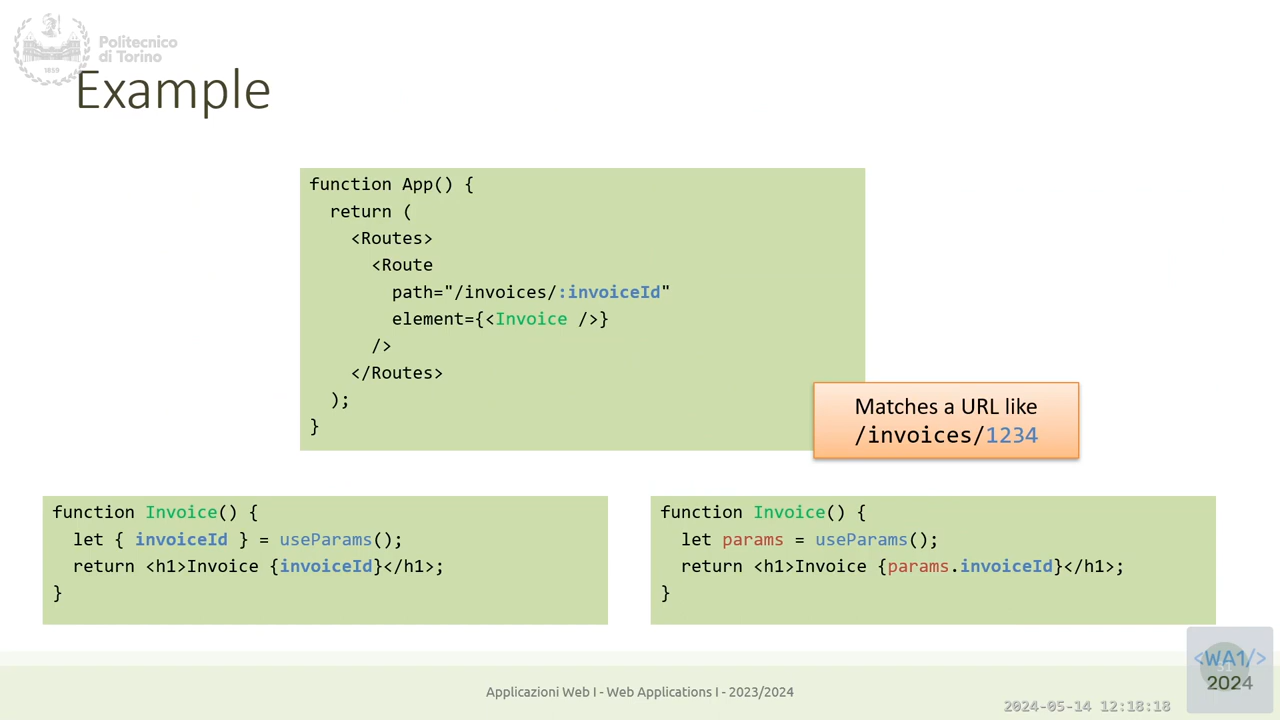 Politecnico
di Torino
1859
Example
function App() {
  return (
    <Routes>
      <Route
        path="/invoices/:invoiceId"
        element={<Invoice />}
      />
    </Routes>
  );
}
Matches a URL like
/invoices/1234
function Invoice() {
  let { invoiceId } = useParams();
  return <h1>Invoice {invoiceId}</h1>;
}
function Invoice() {
  let params = useParams();
  return <h1>Invoice {params.invoiceId}</h1>;
}
Applicazioni Web I - Web Applications I - 2023/2024
<WA1/>
31
2024
2024-05-14 12:18:18